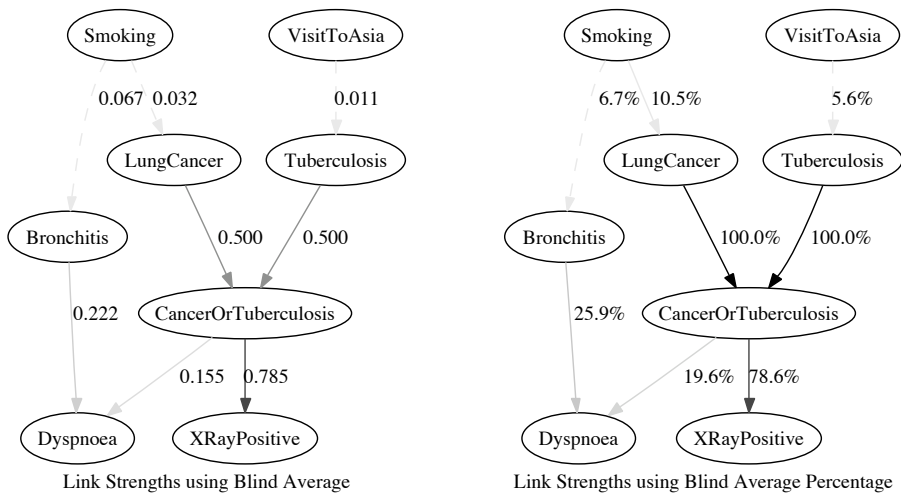 Smoking
VisitToAsia
0.067
0.032
0.011
LungCancer
Tuberculosis
Bronchitis
0.500
0.500
0.222
CancerOrTuberculosis
0.155
0.785
Dyspnoea
XRayPositive
Link Strengths using Blind Average
Smoking
VisitToAsia
6.7%
10.5%
5.6%
LungCancer
Tuberculosis
Bronchitis
100.0%
100.0%
25.9%
CancerOrTuberculosis
19.6%
78.6%
Dyspnoea
XRayPositive
Link Strengths using Blind Average Percentage